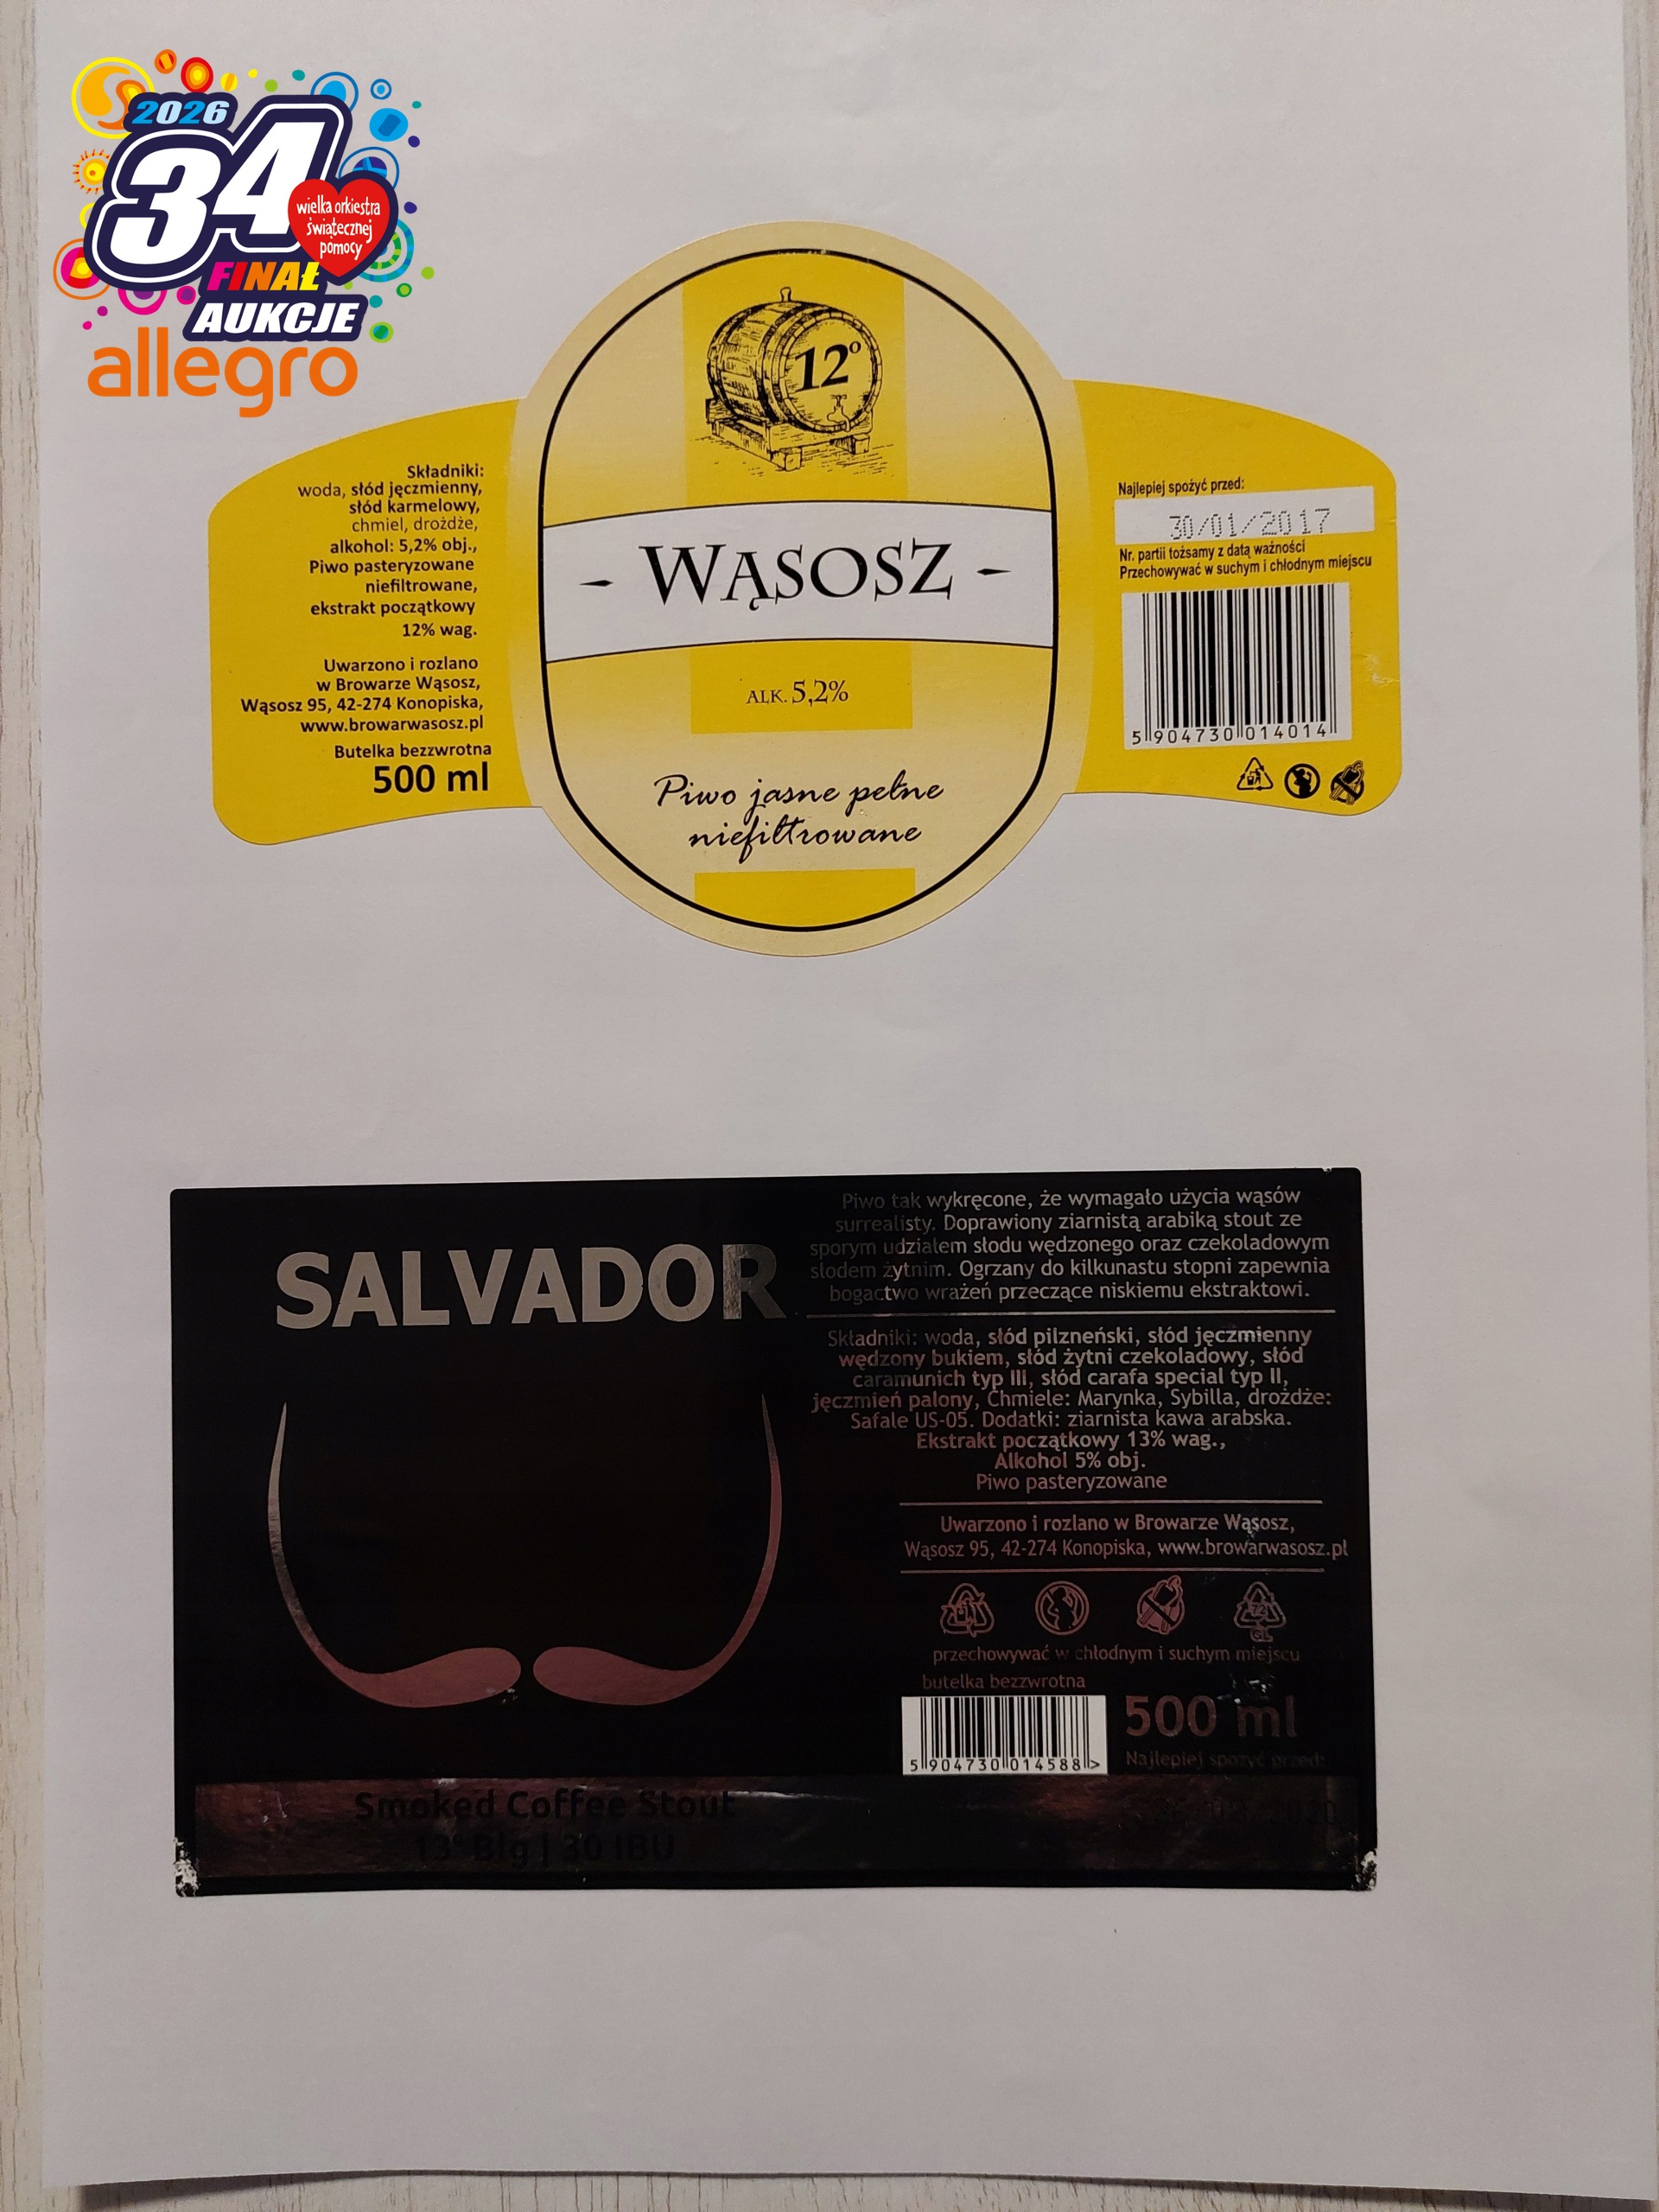 2026
34
wielka orkiestra
świątecznej
pomocy
FINAŁ
AUKCJE
allegro
12°
Składniki:
woda, słód jęczmienny,
słód karmelowy,
chmiel, drożdże,
alkohol: 5,2% obj.,
Piwo pasteryzowane
niefiltrowane,
ekstrakt początkowy
12% wag.
Uwarzono i rozlano
w Browarze Wąsosz,
Wąsosz 95, 42-274 Konopiska,
www.browarwasosz.pl
Butelka bezzwrotna
500 ml
- WĄSOSZ -
ALK. 5,2%
Piwo jasne pełne
niefiltrowane
Najlepiej spożyć przed:
30/01/2017
Nr. partii tożsamy z datą ważności
Przechowywać w suchym i chłodnym miejscu
5 904730 014014
SALVADOR
Smoked Coffee Stout
13° Blg | 30 IBU
Piwo tak wykręcone, że wymagało użycia wąsów
surrealisty. Doprawiony ziarnistą arabiką stout ze
sporym udziałem słodu wędzonego oraz czekoladowym
słodem żytnim. Ogrzany do kilkunastu stopni zapewnia
bogactwo wrażeń przeczące niskiemu ekstraktowi.
Składniki: woda, słód pilzneński, słód jęczmienny
wędzony bukiem, słód żytni czekoladowy, słód
caramunich typ III, słód carafa special typ II,
jęczmień palony, Chmiele: Marynka, Sybilla, drożdże:
Safale US-05. Dodatki: ziarnista kawa arabska.
Ekstrakt początkowy 13% wag.,
Alkohol 5% obj.
Piwo pasteryzowane
Uwarzono i rozlano w Browarze Wąsosz,
Wąsosz 95, 42-274 Konopiska, www.browarwasosz.pl
72
GL
przechowywać w chłodnym i suchym miejscu
butelka bezzwrotna
500 ml
5 904730 014588 >
Najlepiej spożyć przed: